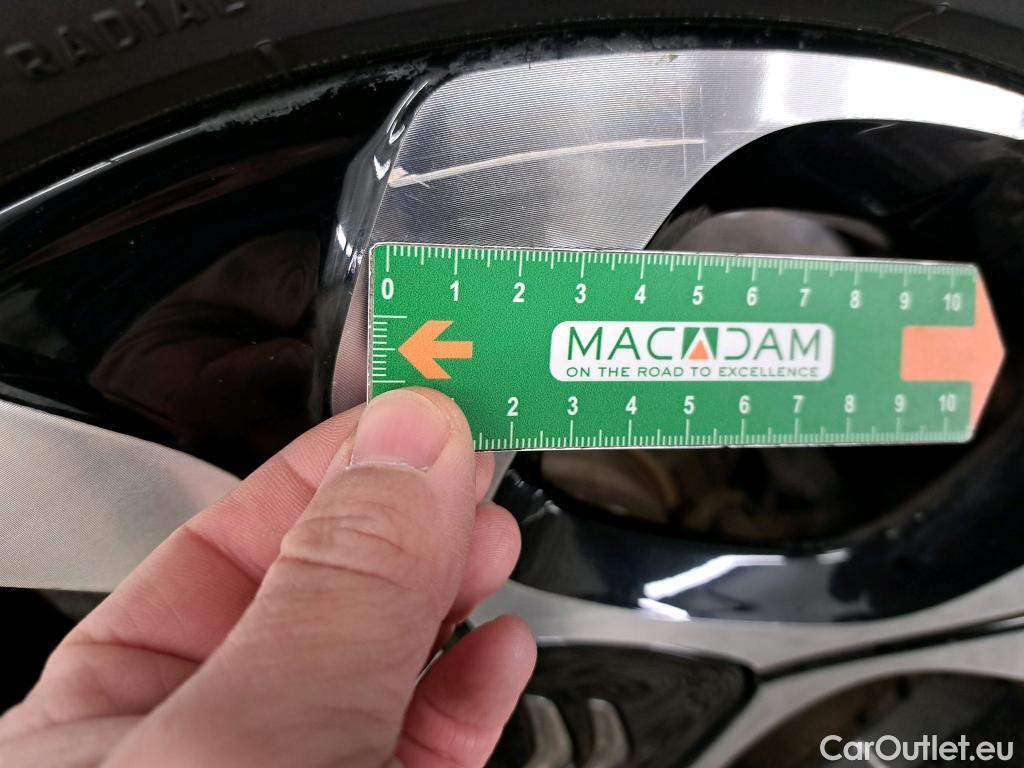 RADIAL
0 1 2 3 4 5 6 7 8 9 10
MACADAM
ON THE ROAD TO EXCELLENCE
2 3 4 5 6 7 8 9 10
CarOutlet.eu